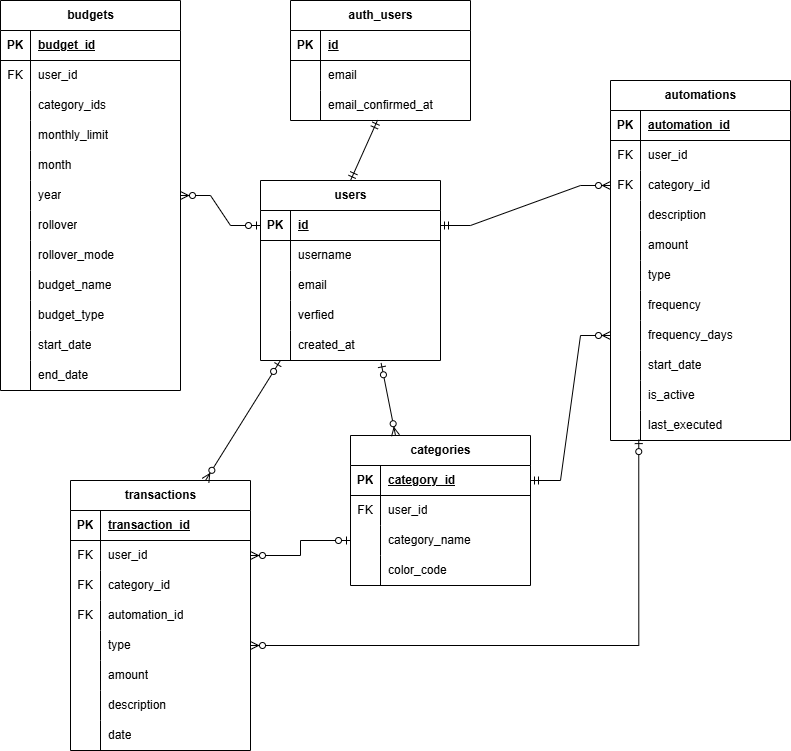 budgets
PK budget_id
FK user_id
category_ids
monthly_limit
month
year
rollover
rollover_mode
budget_name
budget_type
start_date
end_date
auth_users
PK id
email
email_confirmed_at
automations
PK automation_id
FK user_id
FK category_id
description
amount
type
frequency
frequency_days
start_date
is_active
last_executed
users
PK id
username
email
verfied
created_at
categories
PK category_id
FK user_id
category_name
color_code
transactions
PK transaction_id
FK user_id
FK category_id
FK automation_id
type
amount
description
date